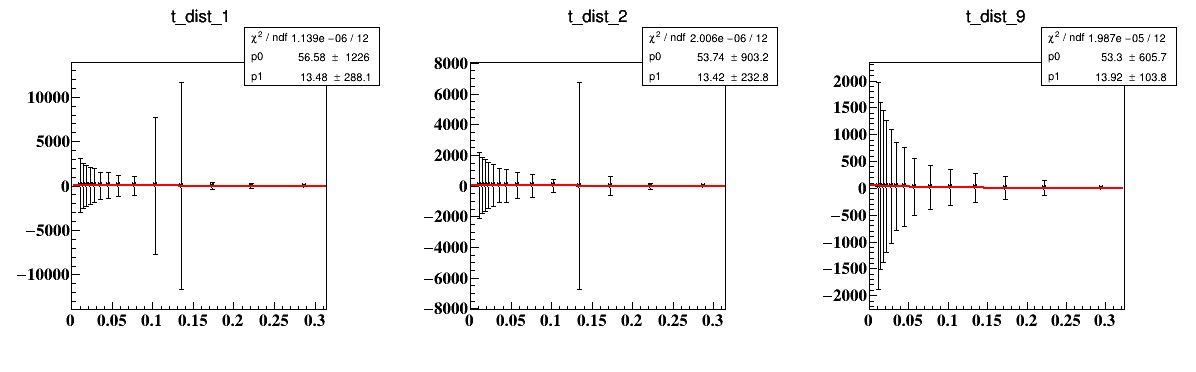 t_dist_1
χ² / ndf 1.139e−06 / 12
p0 56.58 ± 1226
p1 13.48 ± 288.1
10000
5000
0
−5000
−10000
0 0.05 0.1 0.15 0.2 0.25 0.3
t_dist_2
χ² / ndf 2.006e−06 / 12
p0 53.74 ± 903.2
p1 13.42 ± 232.8
8000
6000
4000
2000
0
−2000
−4000
−6000
−8000
0 0.05 0.1 0.15 0.2 0.25 0.3
t_dist_9
χ² / ndf 1.987e−05 / 12
p0 53.3 ± 605.7
p1 13.92 ± 103.8
2000
1500
1000
500
0
−500
−1000
−1500
−2000
0 0.05 0.1 0.15 0.2 0.25 0.3